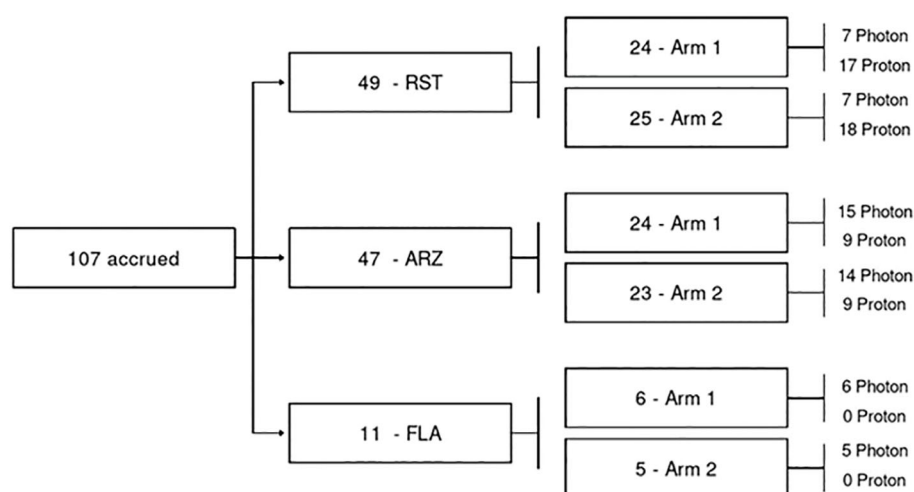 107 accrued
49 - RST
24 - Arm 1
7 Photon
17 Proton
25 - Arm 2
7 Photon
18 Proton
47 - ARZ
24 - Arm 1
15 Photon
9 Proton
23 - Arm 2
14 Photon
9 Proton
11 - FLA
6 - Arm 1
6 Photon
0 Proton
5 - Arm 2
5 Photon
0 Proton